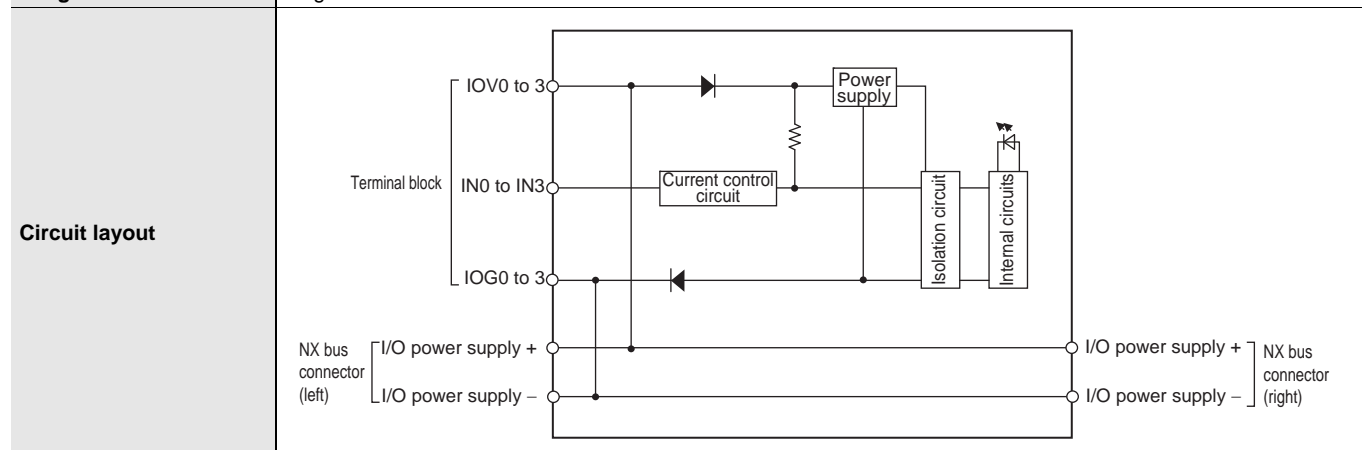 Circuit layout
Terminal block
IOV0 to 3
IN0 to IN3
IOG0 to 3
Power
supply
Current control
circuit
Isolation circuit
Internal circuits
NX bus
connector
(left)
I/O power supply +
I/O power supply −
I/O power supply +
I/O power supply −
NX bus
connector
(right)